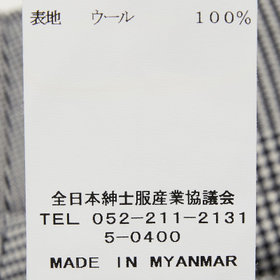 表地 ウール 100%
全日本紳士服産業協議会
TEL 052-211-2131
5-0400
MADE IN MYANMAR